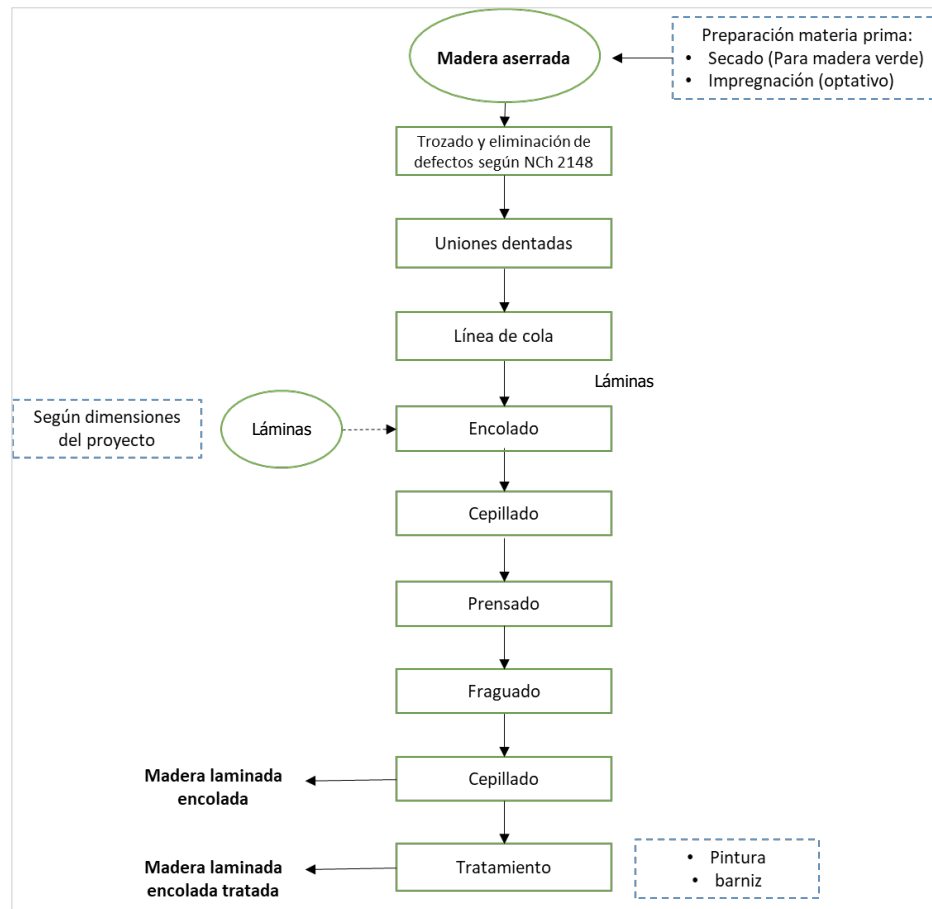 Madera aserrada
Preparación materia prima:
• Secado (Para madera verde)
• Impregnación (optativo)
Trozado y eliminación de
defectos según NCh 2148
Uniones dentadas
Línea de cola
Láminas
Según dimensiones
del proyecto
Láminas
Encolado
Cepillado
Prensado
Fraguado
Madera laminada
encolada
Cepillado
Madera laminada
encolada tratada
Tratamiento
• Pintura
• barniz